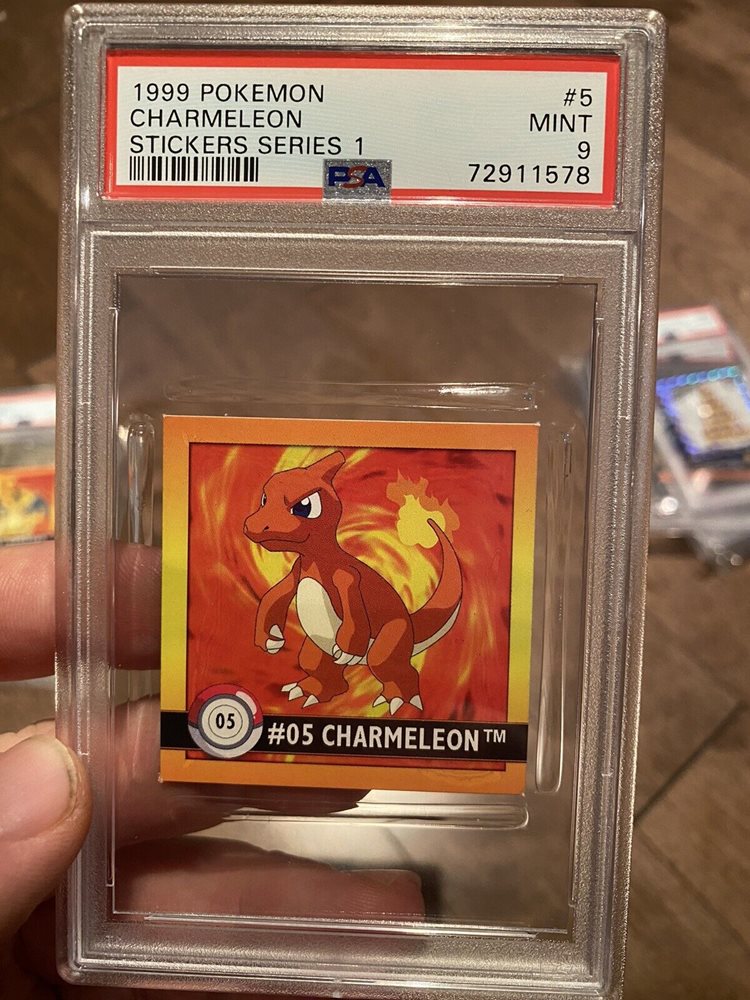 1999 POKEMON #5
CHARMELEON MINT
STICKERS SERIES 1 9
PSA 72911578
05
#05 CHARMELEON™